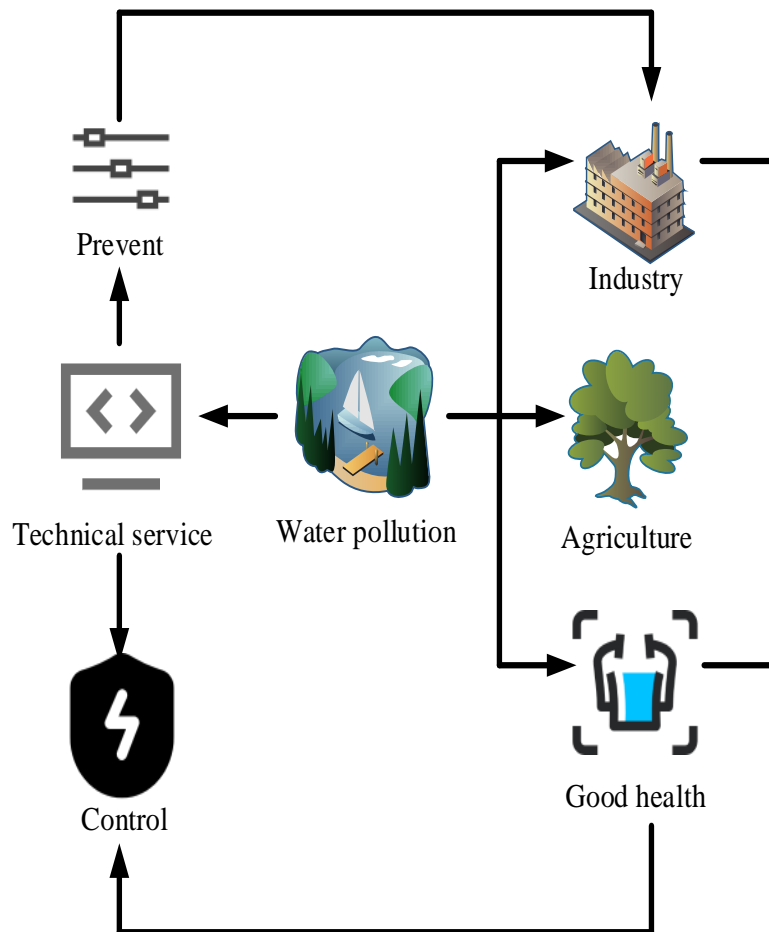 Prevent
Industry
Technical service
Water pollution
Agriculture
Control
Good health